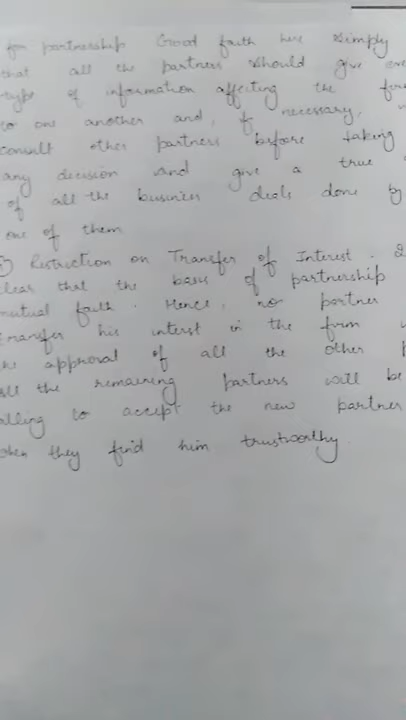 for partnership Good faith here simply
that all the partners should give
type of information affecting the
to one another and, if necessary,
consult other partners before taking
any decision and give a true
of all the business deals done by
one of them
Restriction on Transfer of Interest.
clear that the basis of partnership
mutual faith. Hence, no partner
transfer his interst in the firm
the approval of all the other
all the remaining partners will be
willing to accept the new partner
when they find him trustworthy